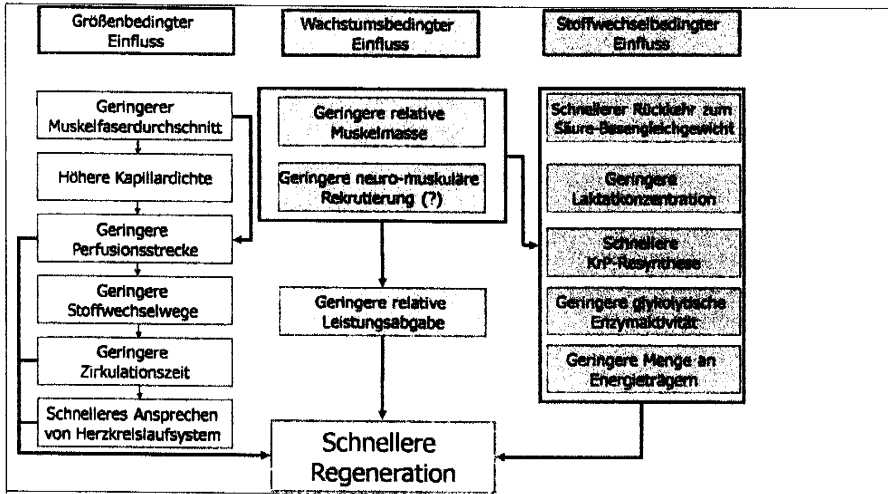 Größenbedingter
Einfluss
Geringerer
Muskelfaserdurchschnitt
Höhere Kapillardichte
Geringere
Perfusionsstrecke
Geringere
Stoffwechselwege
Geringere
Zirkulationszeit
Schnelleres Ansprechen
von Herzkreislaufsystem
Wachstumsbedingter
Einfluss
Geringere relative
Muskelmasse
Geringere neuro-muskuläre
Rekrutierung (?)
Geringere relative
Leistungsabgabe
Stoffwechselbedingter
Einfluss
Schnellerer Rückkehr zum
Säure-Basengleichgewicht
Geringere
Laktatkonzentration
Schnellere
KrP-Resynthese
Geringere glykolytische
Enzymaktivität
Geringere Menge an
Energieträgern
Schnellere
Regeneration